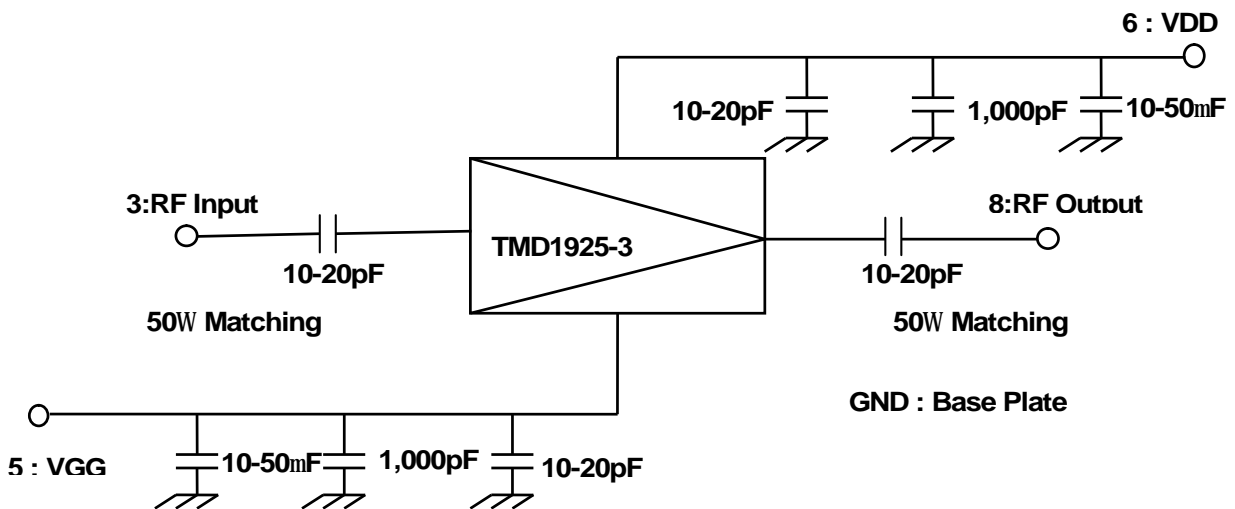 6 : VDD
10-20pF
1,000pF
10-50mF
3:RF Input
8:RF Output
TMD1925-3
10-20pF
10-20pF
50W Matching
50W Matching
GND : Base Plate
5 : VGG
10-50mF
1,000pF
10-20pF